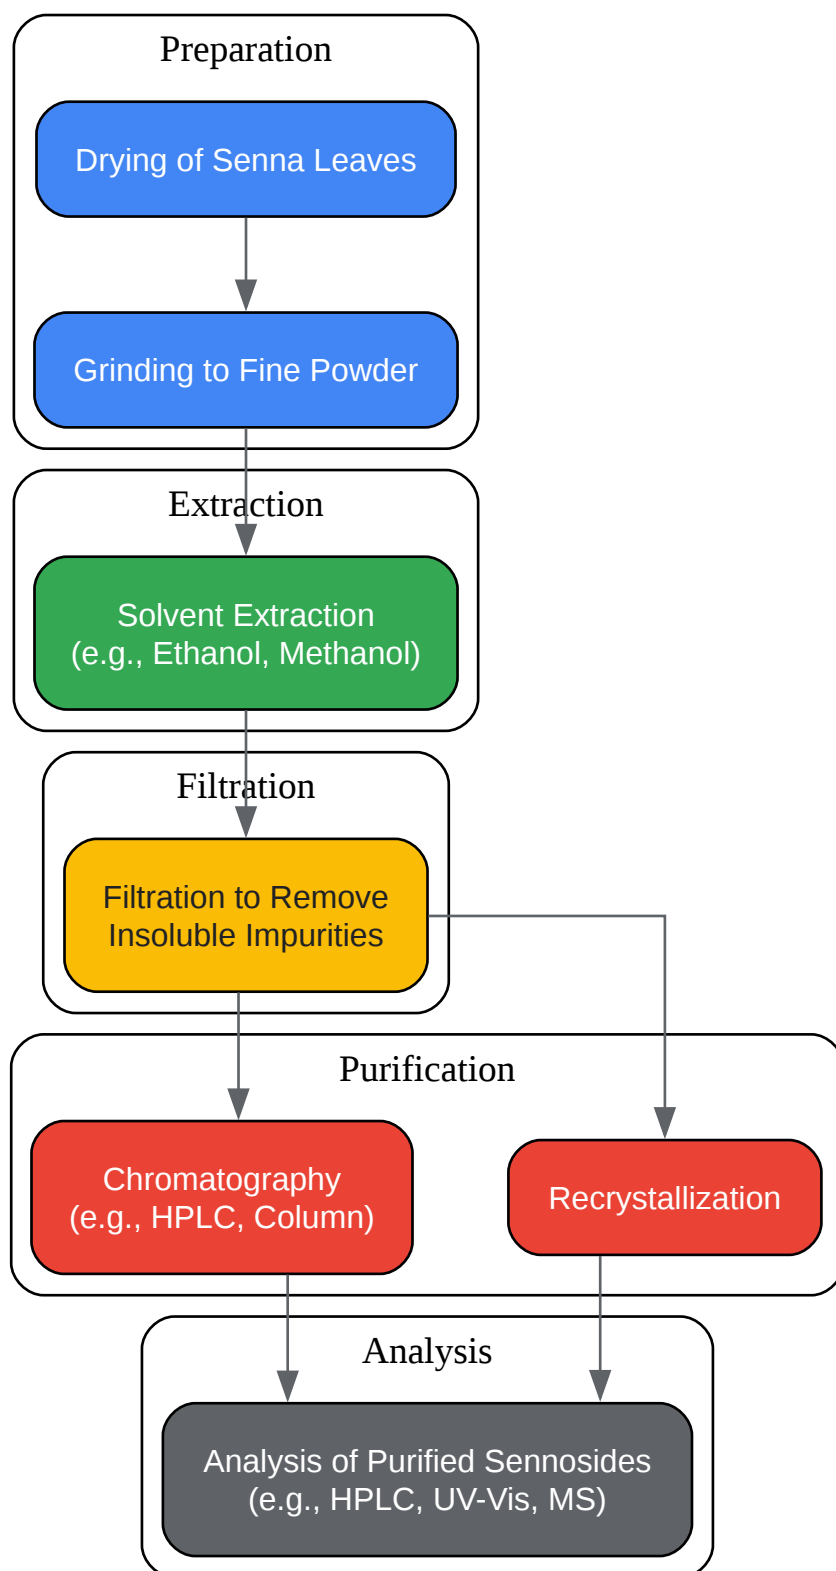 Preparation
Drying of Senna Leaves
Grinding to Fine Powder
Extraction
Solvent Extraction
(e.g., Ethanol, Methanol)
Filtration
Filtration to Remove
Insoluble Impurities
Purification
Chromatography
(e.g., HPLC, Column)
Recrystallization
Analysis
Analysis of Purified Sennosides
(e.g., HPLC, UV-Vis, MS)